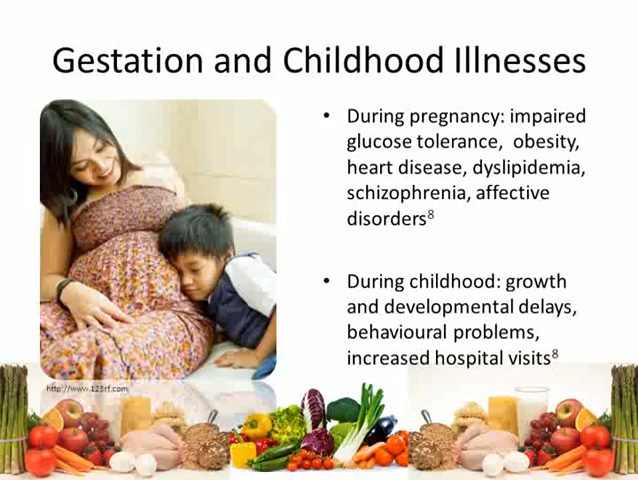 Gestation and Childhood Illnesses
• During pregnancy: impaired
glucose tolerance, obesity,
heart disease, dyslipidemia,
schizophrenia, affective
disorders⁸
• During childhood: growth
and developmental delays,
behavioural problems,
increased hospital visits⁸
http://www.123rf.com